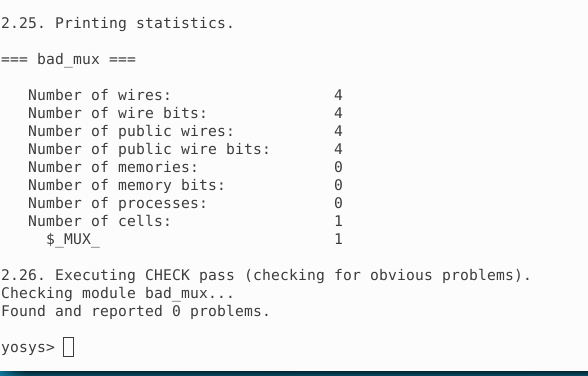 2.25. Printing statistics.
=== bad_mux ===
Number of wires: 4
Number of wire bits: 4
Number of public wires: 4
Number of public wire bits: 4
Number of memories: 0
Number of memory bits: 0
Number of processes: 0
Number of cells: 1
$_MUX_ 1
2.26. Executing CHECK pass (checking for obvious problems).
Checking module bad_mux...
Found and reported 0 problems.
yosys>